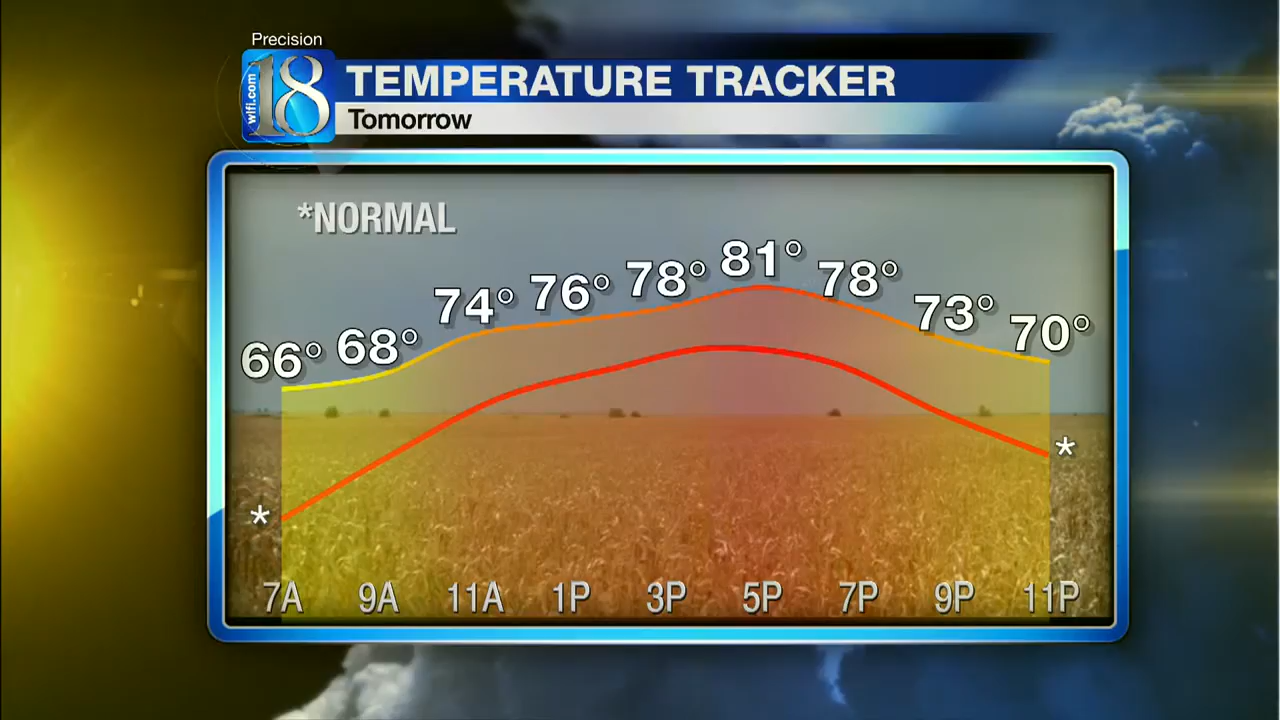 Precision
wlfi.com
18
TEMPERATURE TRACKER
Tomorrow
*NORMAL
66° 68° 74° 76° 78° 81° 78° 73° 70°
*
*
7A 9A 11A 1P 3P 5P 7P 9P 11P